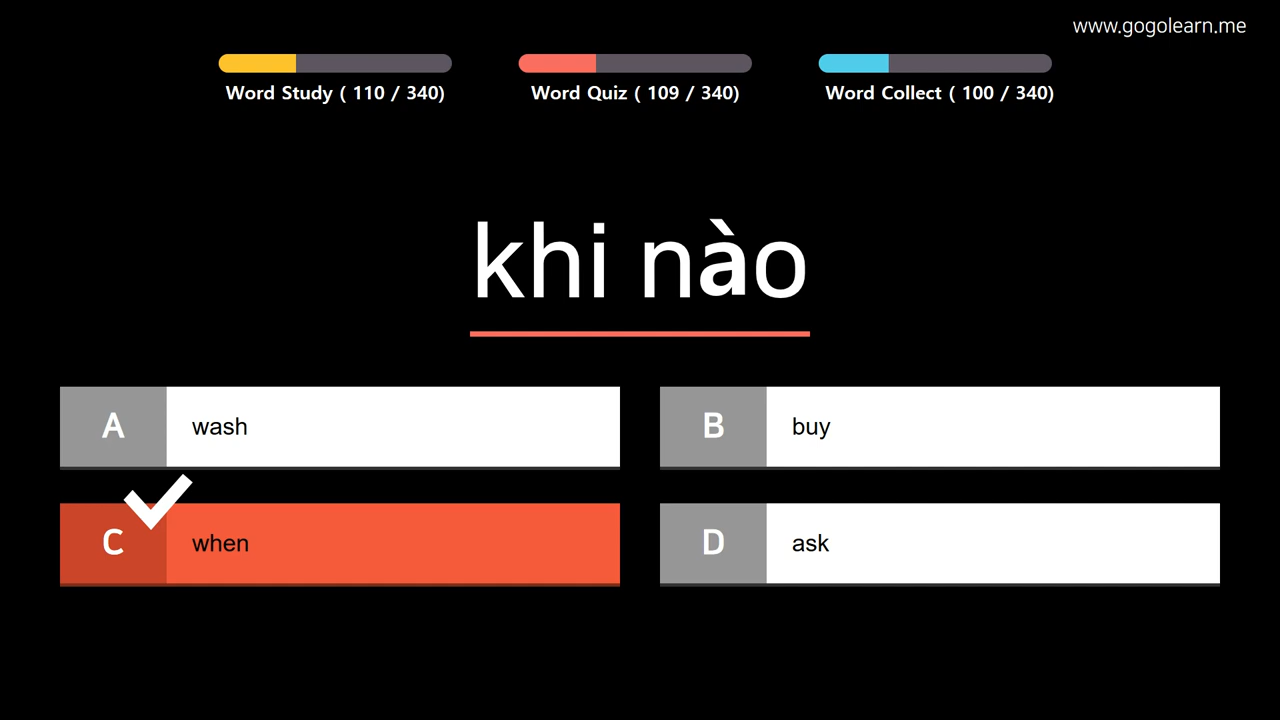 www.gogolearn.me
Word Study ( 110 / 340)
Word Quiz ( 109 / 340)
Word Collect ( 100 / 340)
khi nào
A wash
B buy
C when
D ask